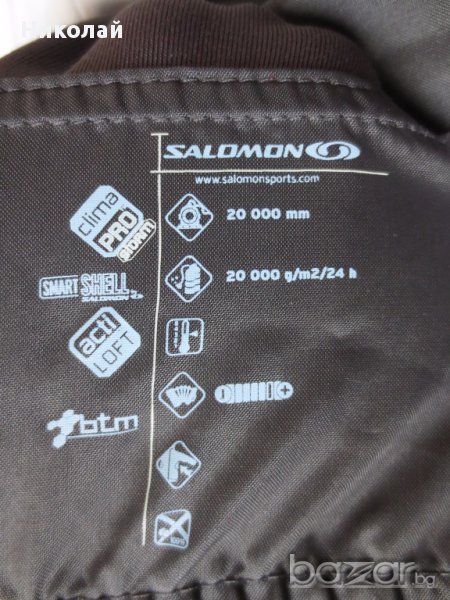 Николай
SALOMON
www.salomonsports.com
clima
PRO
STORM
20 000 mm
SMART SHELL
SALOMON
20 000 g/m2/24 h
acti
LOFT
btm
100%
bazar.bg